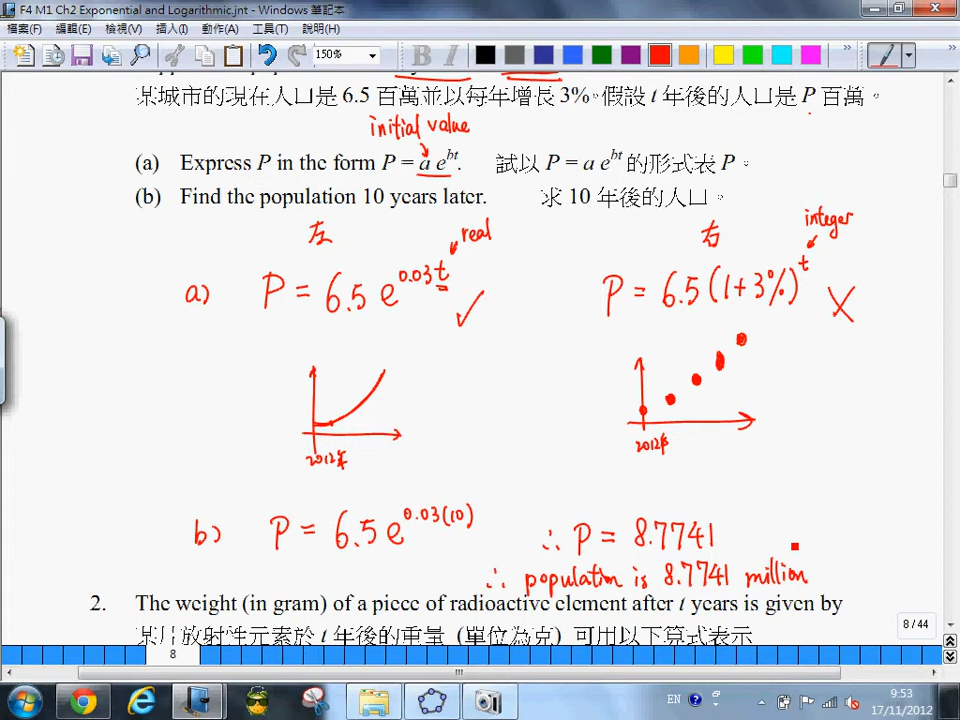 F4 M1 Ch2 Exponential and Logarithmic.jnt - Windows 筆記本
檔案(F) 編輯(E) 檢視(V) 插入(I) 動作(A) 工具(T) 說明(H)
150% B I
某城市的現在人口是 6.5 百萬並以每年增長 3%。假設 t 年後的人口是 P 百萬。
initial value
(a) Express P in the form P = a e^bt. 試以 P = a e^bt 的形式表 P。
(b) Find the population 10 years later. 求 10 年後的人口。
左 real 右 integer
a) P = 6.5 e^0.03t ✓ P = 6.5 (1+3%)^t ✗
2012年 2012年
b) P = 6.5 e^0.03(10) ∴ P = 8.7741
∴ population is 8.7741 million
2. The weight (in gram) of a piece of radioactive element after t years is given by
某片放射性元素於 t 年後的重量 (單位為克) 可用以下算式表示
8 / 44
8
EN
9:53
17/11/2012